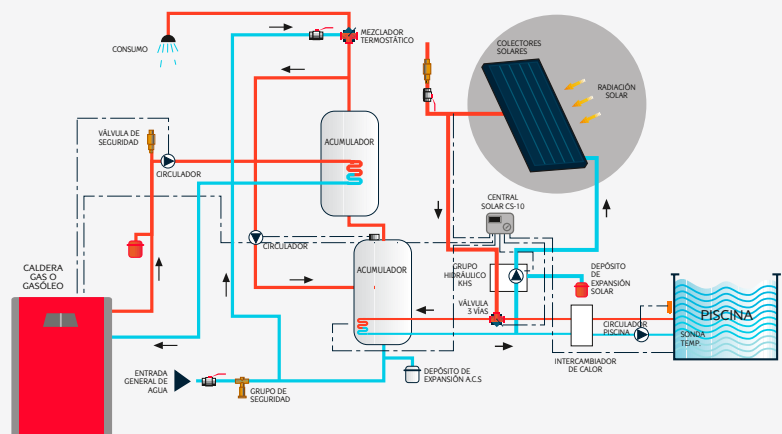 CONSUMO
MEZCLADOR
TERMOSTÁTICO
COLECTORES
SOLARES
RADIACIÓN
SOLAR
VÁLVULA DE
SEGURIDAD
CIRCULADOR
ACUMULADOR
CENTRAL
SOLAR CS-10
CIRCULADOR
ACUMULADOR
GRUPO
HIDRÁULICO
KHS
DEPÓSITO
DE
EXPANSIÓN
SOLAR
CALDERA
GAS O
GASÓLEO
VÁLVULA
3 VÍAS
CIRCULADOR
PISCINA
PISCINA
SONDA
TEMP.
INTERCAMBIADOR
DE CALOR
ENTRADA
GENERAL DE
AGUA
GRUPO DE
SEGURIDAD
DEPÓSITO DE
EXPANSIÓN A.C.S